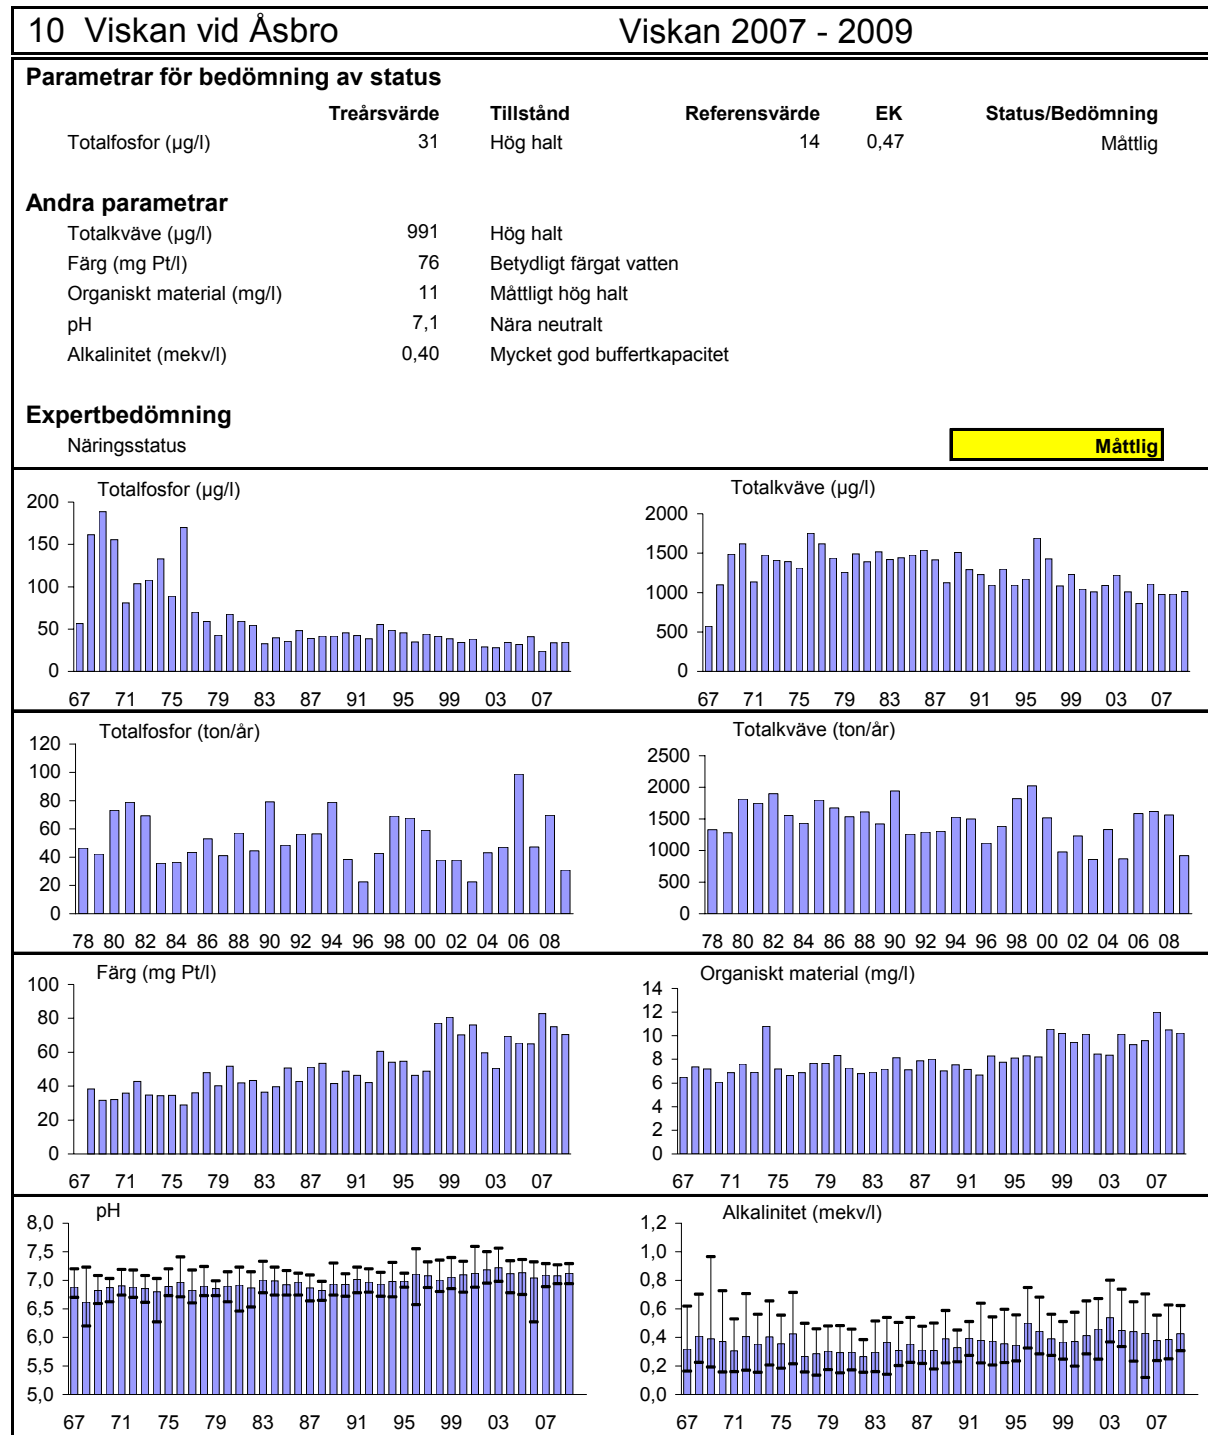 10 Viskan vid Åsbro Viskan 2007 - 2009
Parametrar för bedömning av status
Treårsvärde Tillstånd Referensvärde EK Status/Bedömning
Totalfosfor (µg/l) 31 Hög halt 14 0,47 Måttlig
Andra parametrar
Totalkväve (µg/l) 991 Hög halt
Färg (mg Pt/l) 76 Betydligt färgat vatten
Organiskt material (mg/l) 11 Måttligt hög halt
pH 7,1 Nära neutralt
Alkalinitet (mekv/l) 0,40 Mycket god buffertkapacitet
Expertbedömning
Näringsstatus Måttlig
Totalfosfor (µg/l)
200
150
100
50
0
67 71 75 79 83 87 91 95 99 03 07
Totalkväve (µg/l)
2000
1500
1000
500
0
67 71 75 79 83 87 91 95 99 03 07
Totalfosfor (ton/år)
120
100
80
60
40
20
0
78 80 82 84 86 88 90 92 94 96 98 00 02 04 06 08
Totalkväve (ton/år)
2500
2000
1500
1000
500
0
78 80 82 84 86 88 90 92 94 96 98 00 02 04 06 08
Färg (mg Pt/l)
100
80
60
40
20
0
67 71 75 79 83 87 91 95 99 03 07
Organiskt material (mg/l)
14
12
10
8
6
4
2
0
67 71 75 79 83 87 91 95 99 03 07
pH
8,0
7,5
7,0
6,5
6,0
5,5
5,0
67 71 75 79 83 87 91 95 99 03 07
Alkalinitet (mekv/l)
1,2
1,0
0,8
0,6
0,4
0,2
0,0
67 71 75 79 83 87 91 95 99 03 07